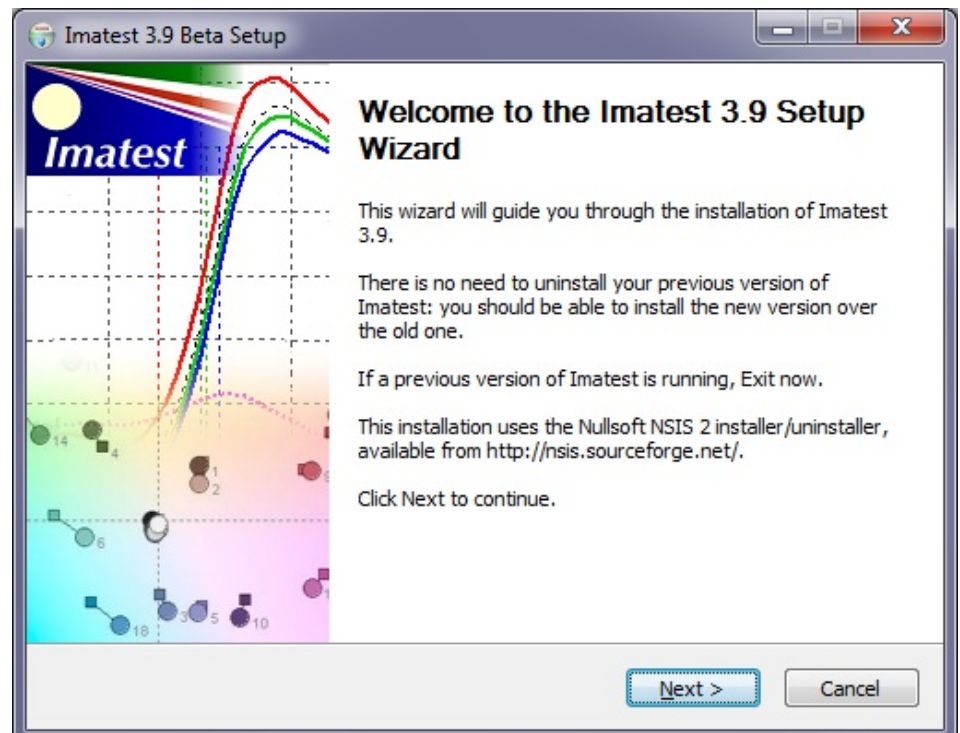 Imatest 3.9 Beta Setup
Imatest
Welcome to the Imatest 3.9 Setup
Wizard
This wizard will guide you through the installation of Imatest
3.9.
There is no need to uninstall your previous version of
Imatest: you should be able to install the new version over
the old one.
If a previous version of Imatest is running, Exit now.
This installation uses the Nullsoft NSIS 2 installer/uninstaller,
available from http://nsis.sourceforge.net/.
Click Next to continue.
14
4
1
2
9
6
3
5
10
18
Next >
Cancel